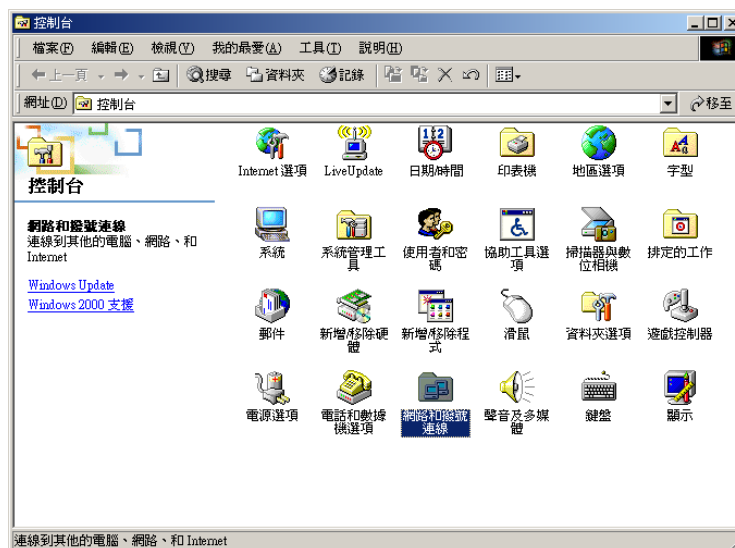 控制台
檔案(F) 編輯(E) 檢視(V) 我的最愛(A) 工具(T) 說明(H)
上一頁 搜尋 資料夾 記錄
網址(D) 控制台 移至
控制台
網路和撥號連線
連線到其他的電腦、網路、和
Internet
Windows Update
Windows 2000 支援
Internet 選項 LiveUpdate 日期/時間 印表機 地區選項 字型
系統 系統管理工 使用者和密 協助工具選 掃描器與數 排定的工作
具 碼 項 位相機
郵件 新增/移除硬 新增/移除程 滑鼠 資料夾選項 遊戲控制器
體 式
電源選項 電話和數據 網路和撥號 聲音及多媒 鍵盤 顯示
機選項 連線 體
連線到其他的電腦、網路、和 Internet